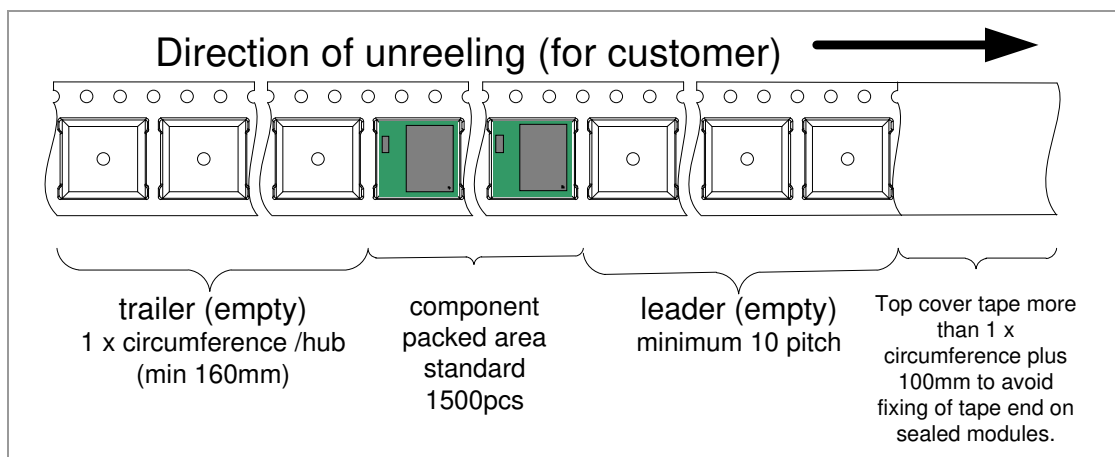 Direction of unreeling (for customer)
trailer (empty)
1 x circumference /hub
(min 160mm)
component
packed area
standard
1500pcs
leader (empty)
minimum 10 pitch
Top cover tape more
than 1 x
circumference plus
100mm to avoid
fixing of tape end on
sealed modules.